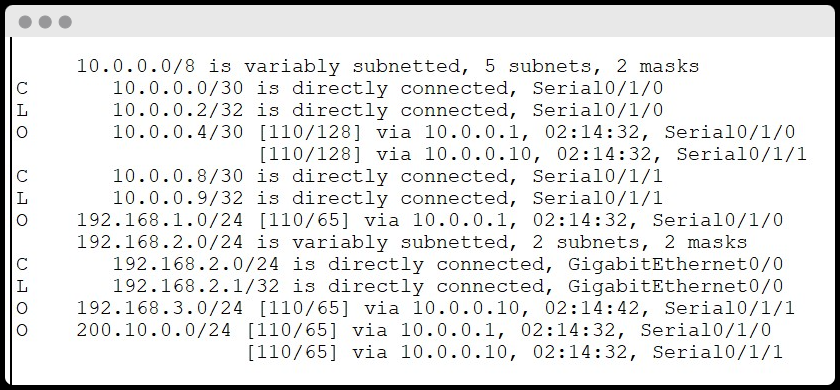 10.0.0.0/8 is variably subnetted, 5 subnets, 2 masks
C 10.0.0.0/30 is directly connected, Serial0/1/0
L 10.0.0.2/32 is directly connected, Serial0/1/0
O 10.0.0.4/30 [110/128] via 10.0.0.1, 02:14:32, Serial0/1/0
[110/128] via 10.0.0.10, 02:14:32, Serial0/1/1
C 10.0.0.8/30 is directly connected, Serial0/1/1
L 10.0.0.9/32 is directly connected, Serial0/1/1
O 192.168.1.0/24 [110/65] via 10.0.0.1, 02:14:32, Serial0/1/0
192.168.2.0/24 is variably subnetted, 2 subnets, 2 masks
C 192.168.2.0/24 is directly connected, GigabitEthernet0/0
L 192.168.2.1/32 is directly connected, GigabitEthernet0/0
O 192.168.3.0/24 [110/65] via 10.0.0.10, 02:14:42, Serial0/1/1
O 200.10.0.0/24 [110/65] via 10.0.0.1, 02:14:32, Serial0/1/0
[110/65] via 10.0.0.10, 02:14:32, Serial0/1/1